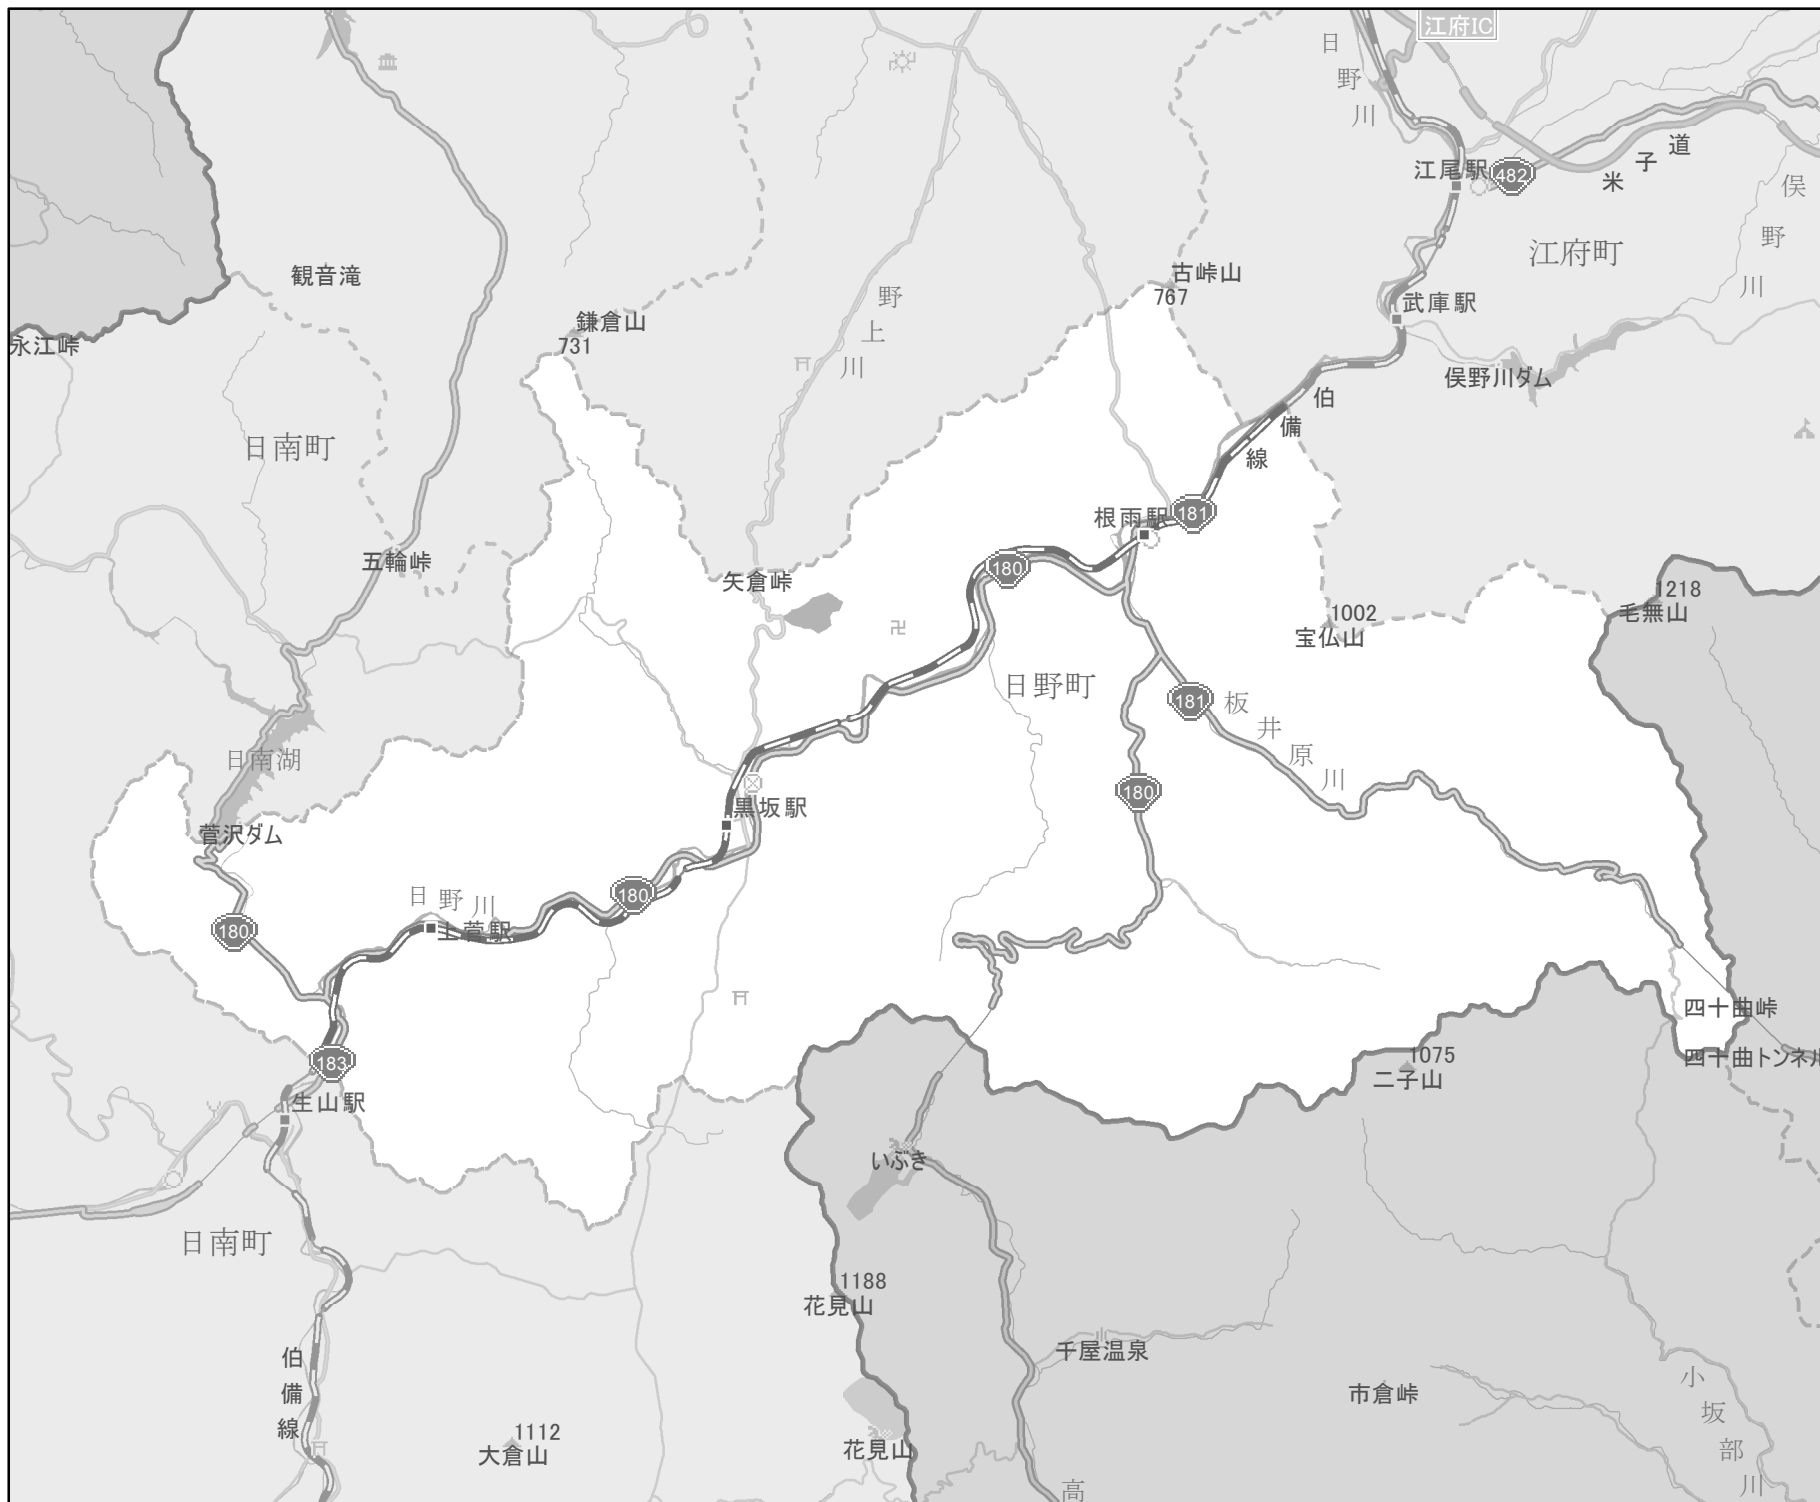 江府IC
日野川
江尾駅
482
米子道
俣野川
江府町
古峠山
767
武庫駅
観音滝
野上川
鎌倉山
731
永江峠
俣野川ダム
伯備線
日南町
181
根雨駅
五輪峠
180
矢倉峠
1218
毛無山
1002
宝仏山
日野町
181
板井原川
日南湖
180
黒坂駅
菅沢ダム
日野川
180
上菅駅
180
四十曲峠
183
1075
二子山
四十曲トンネル
生山駅
いぶき
日南町
1188
花見山
伯備線
千屋温泉
市倉峠
小坂部川
1112
大倉山
花見山
高